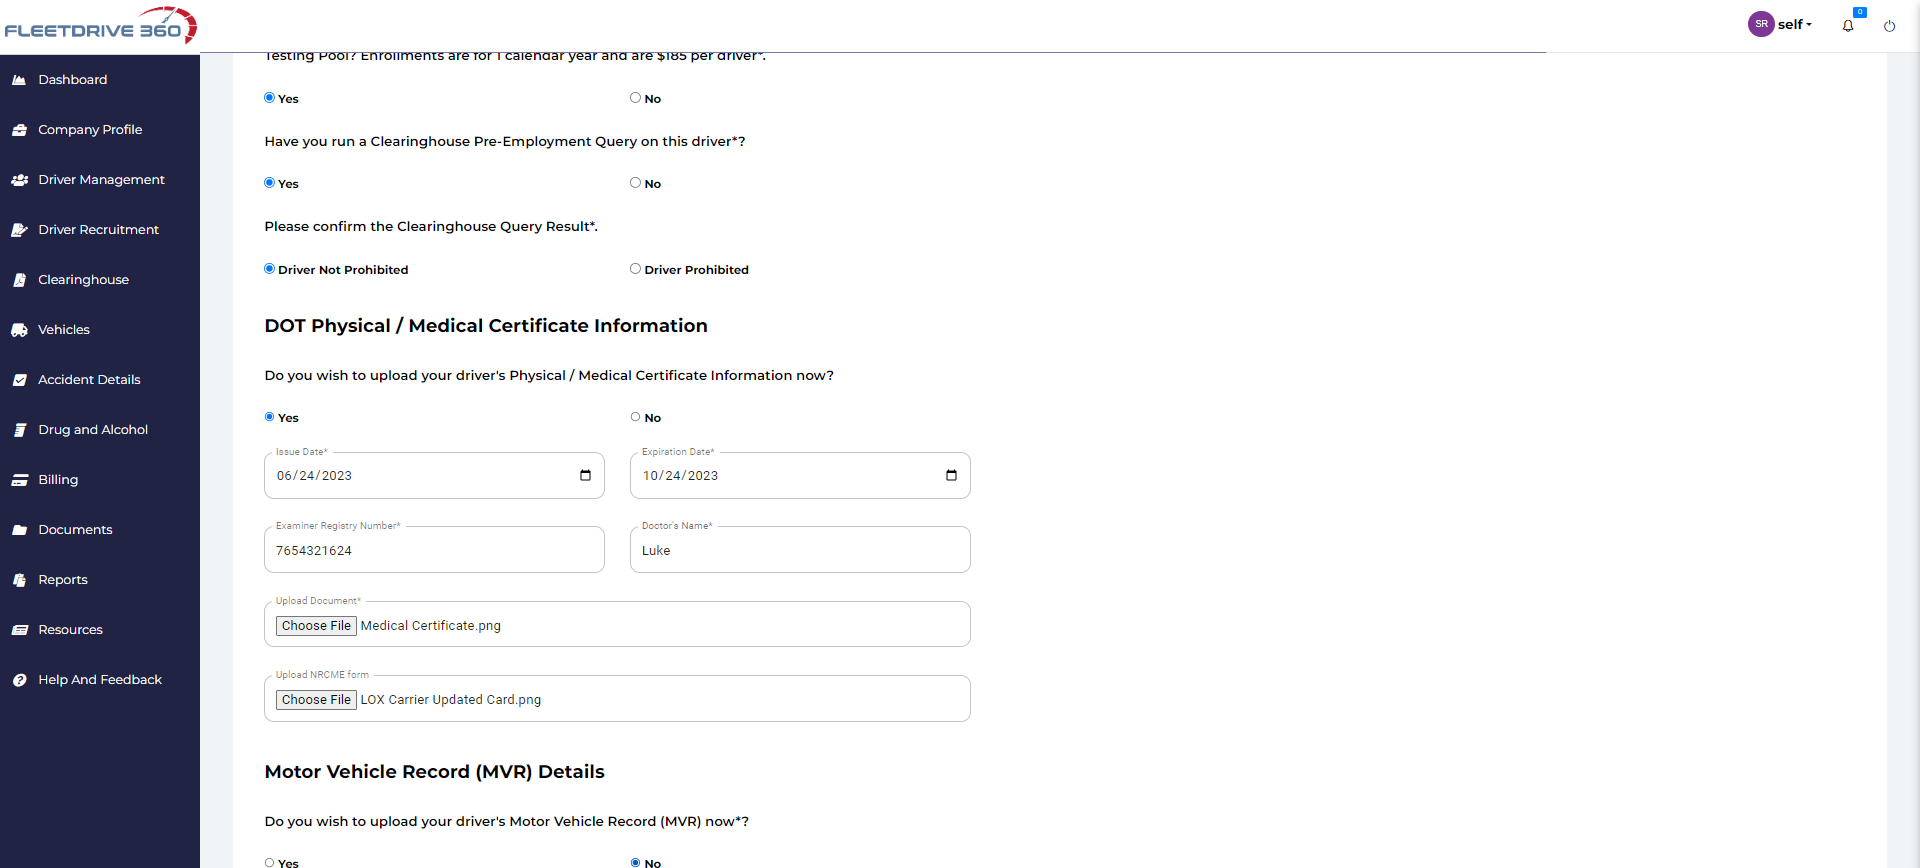 FLEETDRIVE 360
SR self
0
Dashboard
Company Profile
Driver Management
Driver Recruitment
Clearinghouse
Vehicles
Accident Details
Drug and Alcohol
Billing
Documents
Reports
Resources
Help And Feedback
Testing Pool? Enrollments are for 1 calendar year and are $185 per driver*.
Yes No
Have you run a Clearinghouse Pre-Employment Query on this driver*?
Yes No
Please confirm the Clearinghouse Query Result*.
Driver Not Prohibited Driver Prohibited
DOT Physical / Medical Certificate Information
Do you wish to upload your driver's Physical / Medical Certificate Information now?
Yes No
Issue Date* Expiration Date*
06/24/2023 10/24/2023
Examiner Registry Number* Doctor's Name*
7654321624 Luke
Upload Document*
Choose File Medical Certificate.png
Upload NRCME form
Choose File LOX Carrier Updated Card.png
Motor Vehicle Record (MVR) Details
Do you wish to upload your driver's Motor Vehicle Record (MVR) now*?
Yes No